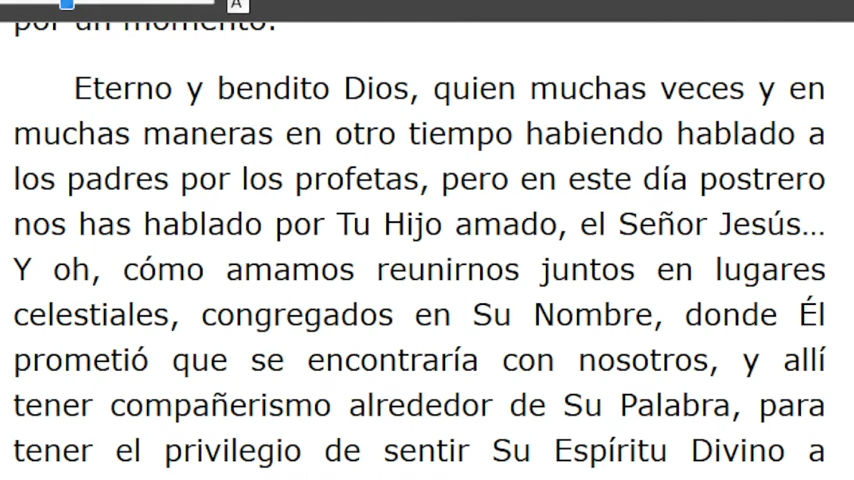 A
por un momento.
Eterno y bendito Dios, quien muchas veces y en
muchas maneras en otro tiempo habiendo hablado a
los padres por los profetas, pero en este día postrero
nos has hablado por Tu Hijo amado, el Señor Jesús...
Y oh, cómo amamos reunirnos juntos en lugares
celestiales, congregados en Su Nombre, donde Él
prometió que se encontraría con nosotros, y allí
tener compañerismo alrededor de Su Palabra, para
tener el privilegio de sentir Su Espíritu Divino a